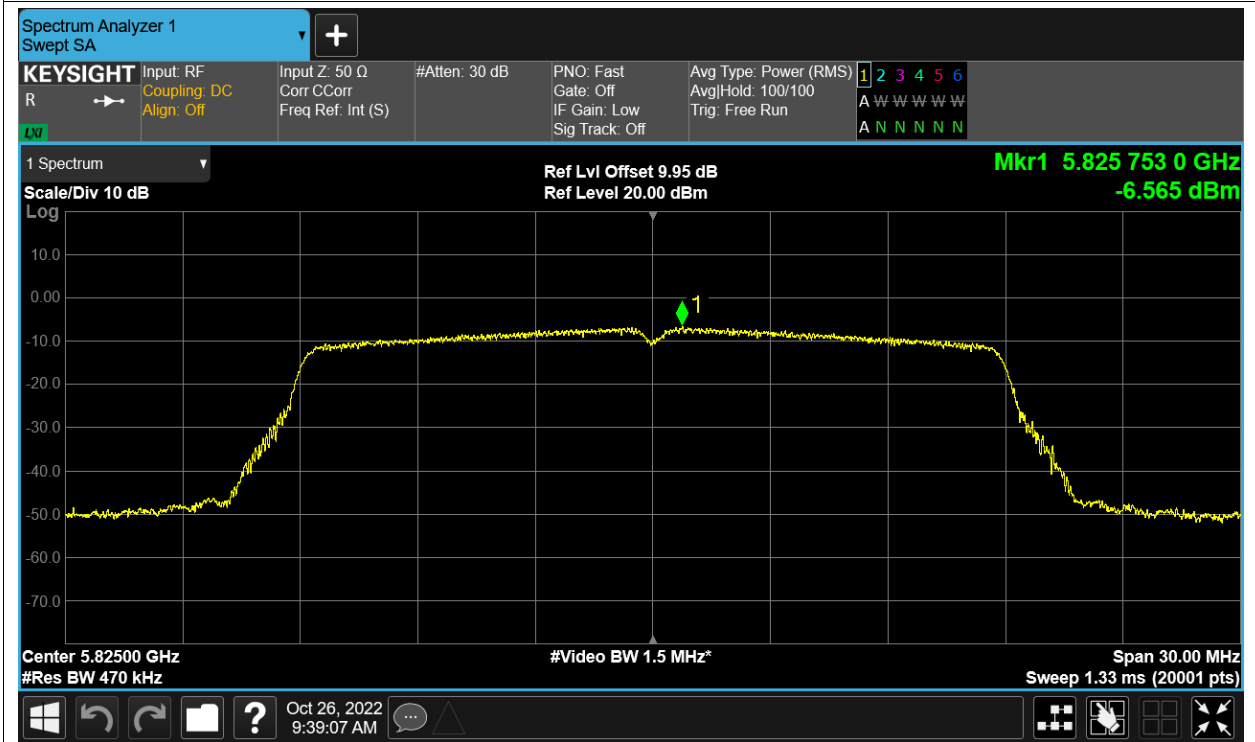 Spectrum Analyzer 1
Swept SA
+
KEYSIGHT
R
LXI
Input: RF
Coupling: DC
Align: Off
Input Z: 50 Ω
Corr CCorr
Freq Ref: Int (S)
#Atten: 30 dB
PNO: Fast
Gate: Off
IF Gain: Low
Sig Track: Off
Avg Type: Power (RMS)
Avg|Hold: 100/100
Trig: Free Run
1 2 3 4 5 6
A W W W W W
A N N N N N
1 Spectrum
Scale/Div 10 dB
Log
Ref Lvl Offset 9.95 dB
Ref Level 20.00 dBm
Mkr1 5.825 753 0 GHz
-6.565 dBm
10.0
0.00
-10.0
-20.0
-30.0
-40.0
-50.0
-60.0
-70.0
1
Center 5.82500 GHz
#Res BW 470 kHz
#Video BW 1.5 MHz*
Span 30.00 MHz
Sweep 1.33 ms (20001 pts)
?
Oct 26, 2022
9:39:07 AM